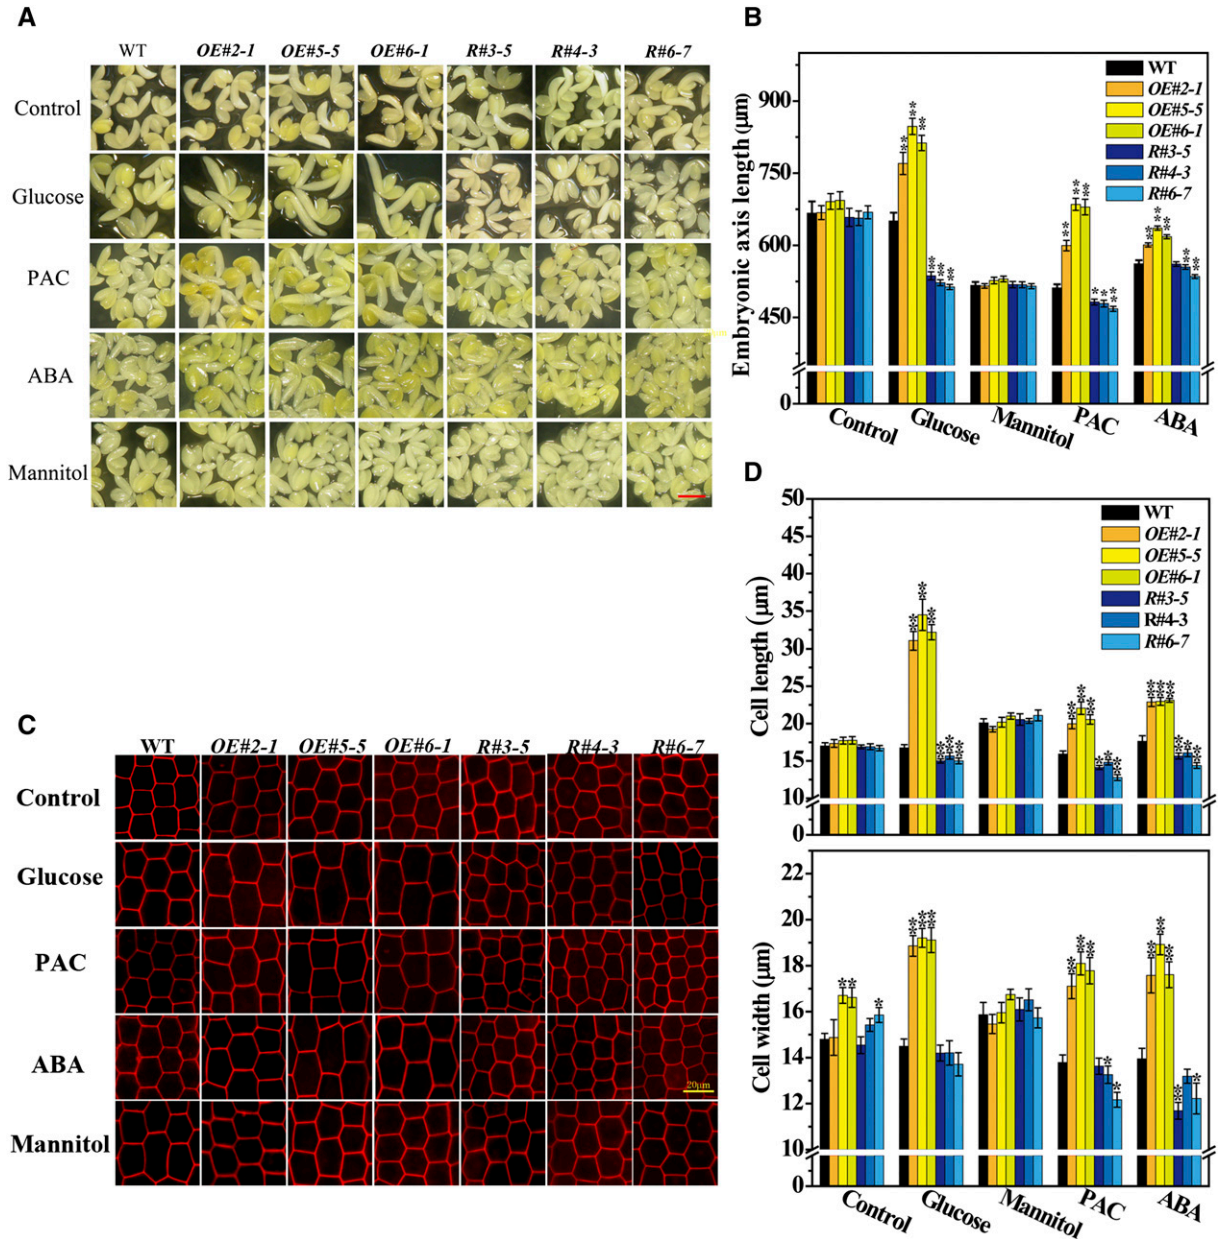 A
WT OE#2-1 OE#5-5 OE#6-1 R#3-5 R#4-3 R#6-7
Control
Glucose
PAC
ABA
Mannitol
B
Embryonic axis length (μm)
900
750
600
450
0
WT
OE#2-1
OE#5-5
OE#6-1
R#3-5
R#4-3
R#6-7
** ** ** ** ** **
** ** ** * * **
** ** ** ** **
Control Glucose Mannitol PAC ABA
C
WT OE#2-1 OE#5-5 OE#6-1 R#3-5 R#4-3 R#6-7
Control
Glucose
PAC
ABA
20μm
Mannitol
D
Cell length (μm)
50
45
40
35
30
25
20
15
10
0
WT
OE#2-1
OE#5-5
OE#6-1
R#3-5
R#4-3
R#6-7
Cell width (μm)
22
20
18
16
14
12
10
0
Control Glucose Mannitol PAC ABA